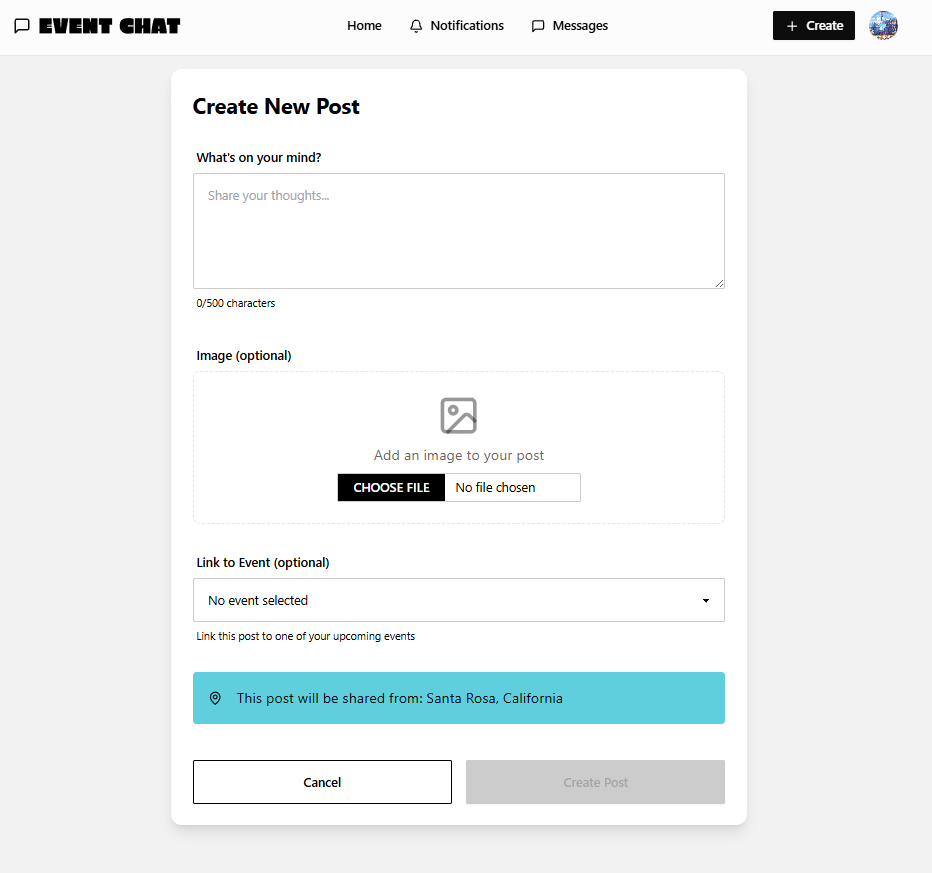 EVENT CHAT
Home
Notifications
Messages
Create
Create New Post
What's on your mind?
Share your thoughts...
0/500 characters
Image (optional)
Add an image to your post
CHOOSE FILE No file chosen
Link to Event (optional)
No event selected
Link this post to one of your upcoming events
This post will be shared from: Santa Rosa, California
Cancel
Create Post